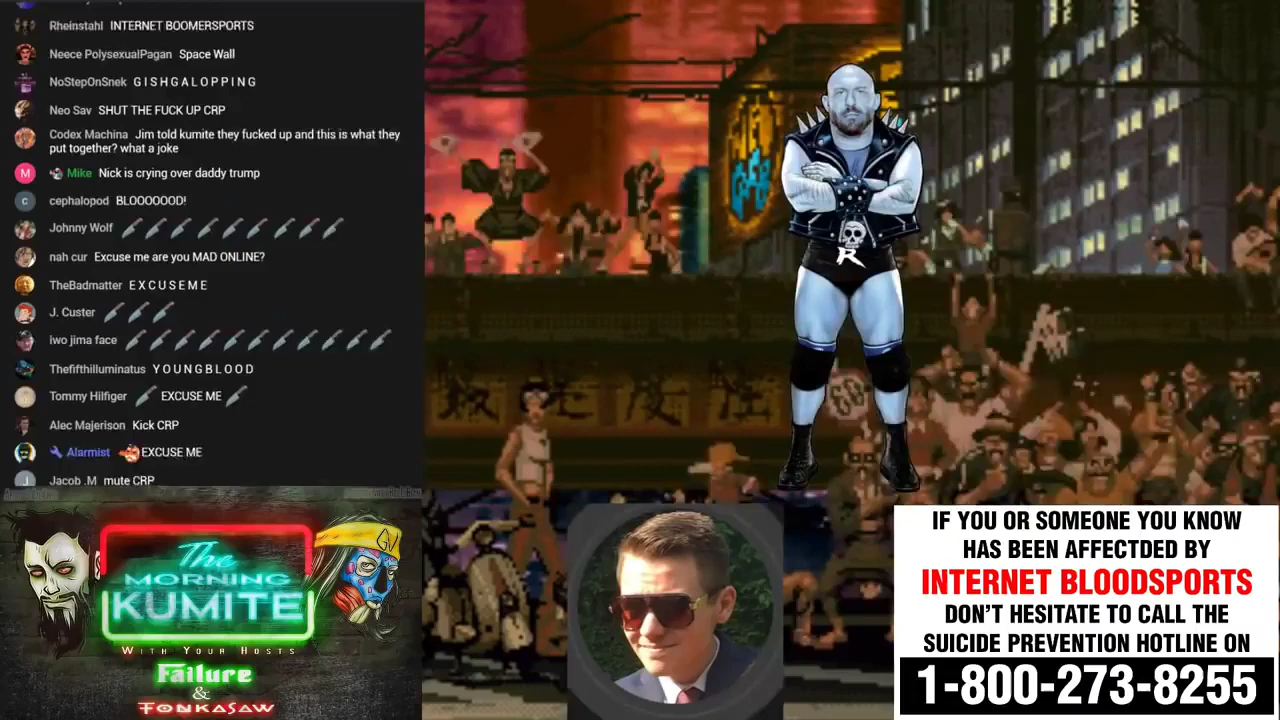 Rheinstahl INTERNET BOOMERSPORTS
Neece PolysexualPagan Space Wall
NoStepOnSnek G I S H G A L O P P I N G
Neo Sav SHUT THE FUCK UP CRP
Codex Machina Jim told kumite they fucked up and this is what they
put together? what a joke
M Mike Nick is crying over daddy trump
c cephalopod BLOOOOOOD!
Johnny Wolf
nah cur Excuse me are you MAD ONLINE?
TheBadmatter E X C U S E M E
J. Custer
iwo jima face
Thefifthilluminatus Y O U N G B L O O D
Tommy Hilfiger EXCUSE ME
Alec Majerison Kick CRP
Alarmist EXCUSE ME
J Jacob .M mute CRP
R
GU
The
MORNING
KUMITE
WITH YOUR HOSTS
Failure
&
TONKASAW
IF YOU OR SOMEONE YOU KNOW
HAS BEEN AFFECTDED BY
INTERNET BLOODSPORTS
DON'T HESITATE TO CALL THE
SUICIDE PREVENTION HOTLINE ON
1-800-273-8255